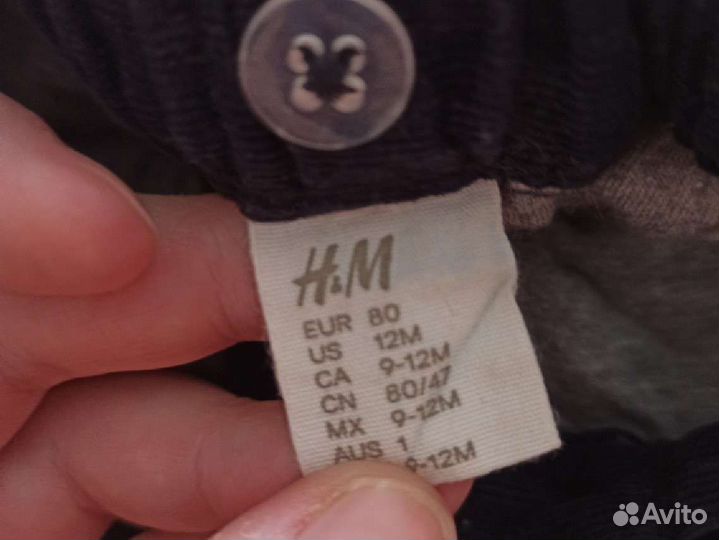 H&M
EUR 80
US 12M
CA 9-12M
CN 80/47
MX 9-12M
AUS 1
9-12M
Avito